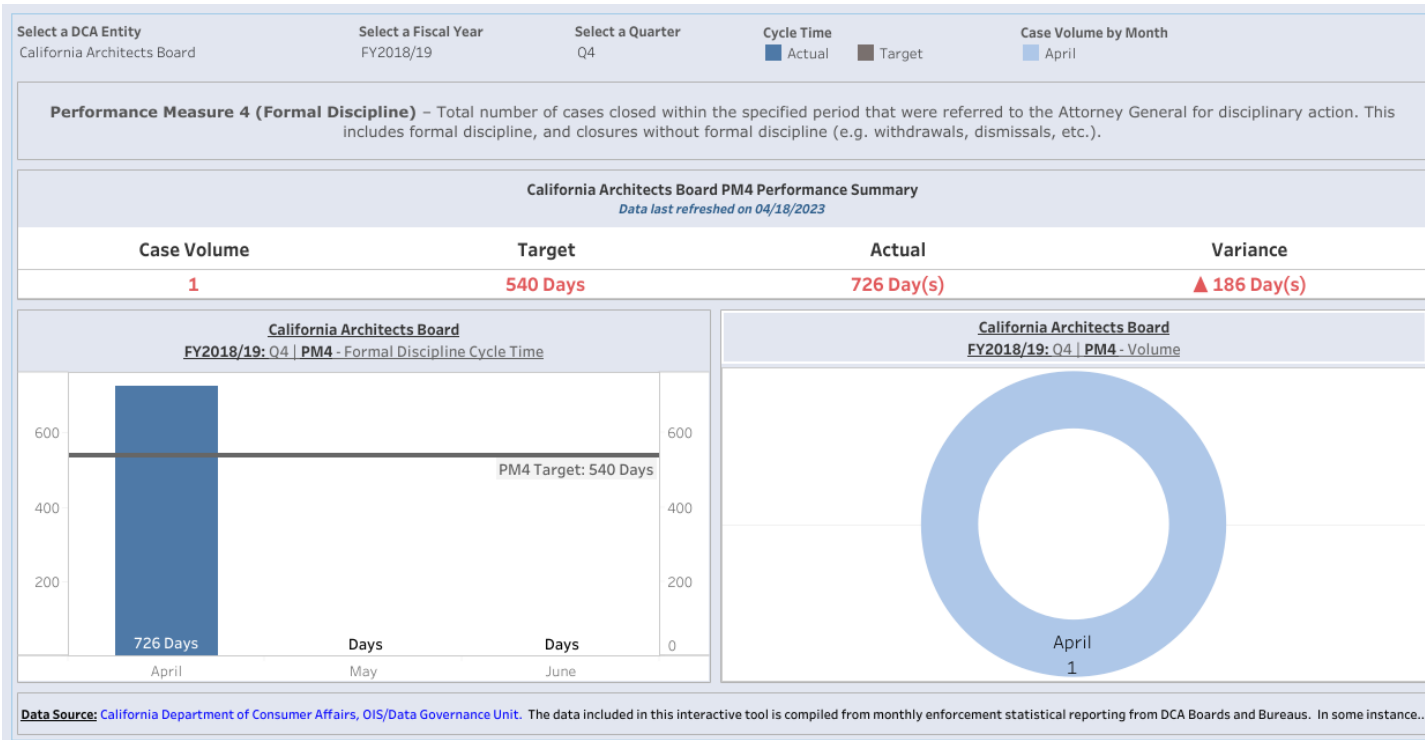 Select a DCA Entity
California Architects Board
Select a Fiscal Year
FY2018/19
Select a Quarter
Q4
Cycle Time
Actual
Target
Case Volume by Month
April
Performance Measure 4 (Formal Discipline) – Total number of cases closed within the specified period that were referred to the Attorney General for disciplinary action. This
includes formal discipline, and closures without formal discipline (e.g. withdrawals, dismissals, etc.).
California Architects Board PM4 Performance Summary
Data last refreshed on 04/18/2023
Case Volume Target Actual Variance
1 540 Days 726 Day(s) ▲ 186 Day(s)
California Architects Board
FY2018/19: Q4 | PM4 - Formal Discipline Cycle Time
600 600
PM4 Target: 540 Days
400 400
200 200
726 Days Days Days 0
April May June
California Architects Board
FY2018/19: Q4 | PM4 - Volume
April
1
Data Source: California Department of Consumer Affairs, OIS/Data Governance Unit. The data included in this interactive tool is compiled from monthly enforcement statistical reporting from DCA Boards and Bureaus. In some instance..